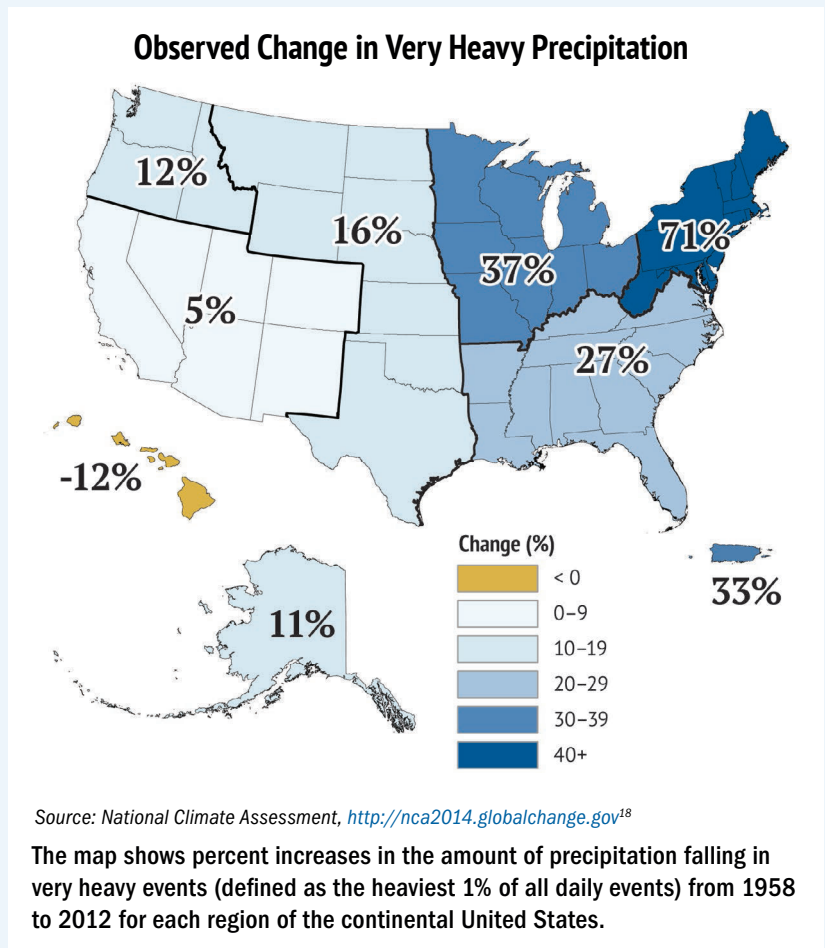 Observed Change in Very Heavy Precipitation
12%
16%
71%
37%
5%
27%
-12%
Change (%)
< 0
33%
0–9
11%
10–19
20–29
30–39
40+
Source: National Climate Assessment, http://nca2014.globalchange.gov18
The map shows percent increases in the amount of precipitation falling in
very heavy events (defined as the heaviest 1% of all daily events) from 1958
to 2012 for each region of the continental United States.